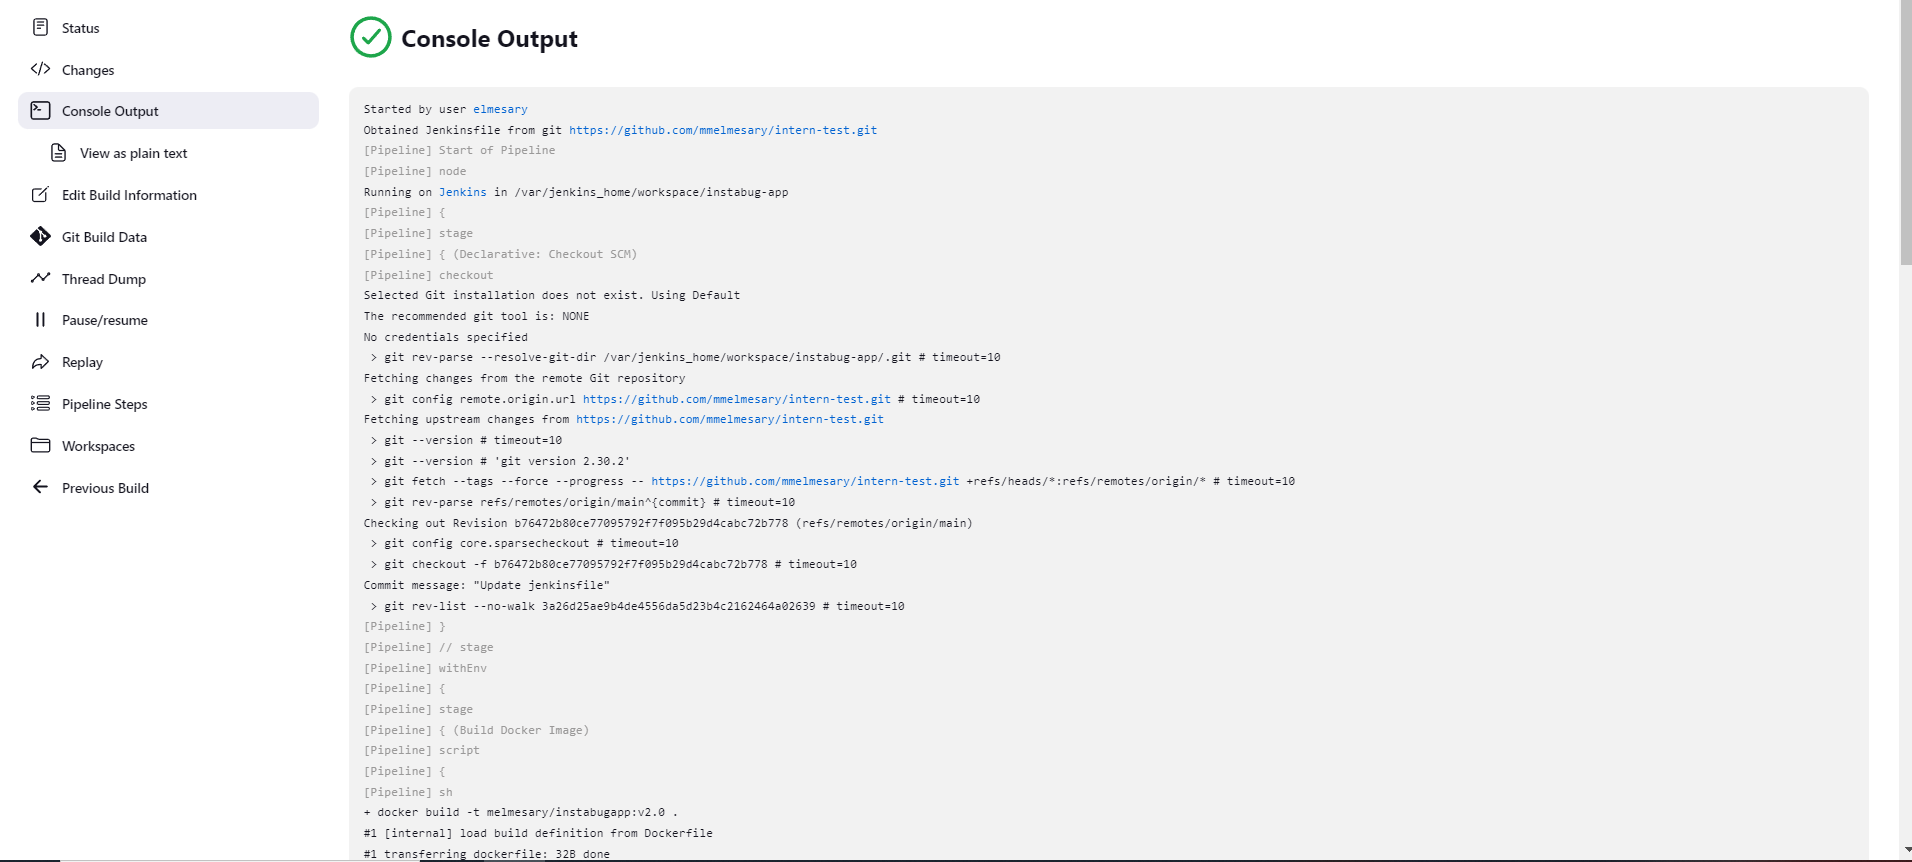 Status
Changes
Console Output
View as plain text
Edit Build Information
Git Build Data
Thread Dump
Pause/resume
Replay
Pipeline Steps
Workspaces
Previous Build
Console Output
Started by user elmesary
Obtained Jenkinsfile from git https://github.com/mmelmesary/intern-test.git
[Pipeline] Start of Pipeline
[Pipeline] node
Running on Jenkins in /var/jenkins_home/workspace/instabug-app
[Pipeline] {
[Pipeline] stage
[Pipeline] { (Declarative: Checkout SCM)
[Pipeline] checkout
Selected Git installation does not exist. Using Default
The recommended git tool is: NONE
No credentials specified
> git rev-parse --resolve-git-dir /var/jenkins_home/workspace/instabug-app/.git # timeout=10
Fetching changes from the remote Git repository
> git config remote.origin.url https://github.com/mmelmesary/intern-test.git # timeout=10
Fetching upstream changes from https://github.com/mmelmesary/intern-test.git
> git --version # timeout=10
> git --version # 'git version 2.30.2'
> git fetch --tags --force --progress -- https://github.com/mmelmesary/intern-test.git +refs/heads/*:refs/remotes/origin/* # timeout=10
> git rev-parse refs/remotes/origin/main^{commit} # timeout=10
Checking out Revision b76472b80ce77095792f7f095b29d4cabc72b778 (refs/remotes/origin/main)
> git config core.sparsecheckout # timeout=10
> git checkout -f b76472b80ce77095792f7f095b29d4cabc72b778 # timeout=10
Commit message: "Update jenkinsfile"
> git rev-list --no-walk 3a26d25ae9b4de4556da5d23b4c2162464a02639 # timeout=10
[Pipeline] }
[Pipeline] // stage
[Pipeline] withEnv
[Pipeline] {
[Pipeline] stage
[Pipeline] { (Build Docker Image)
[Pipeline] script
[Pipeline] {
[Pipeline] sh
+ docker build -t melmesary/instabugapp:v2.0 .
#1 [internal] load build definition from Dockerfile
#1 transferring dockerfile: 32B done